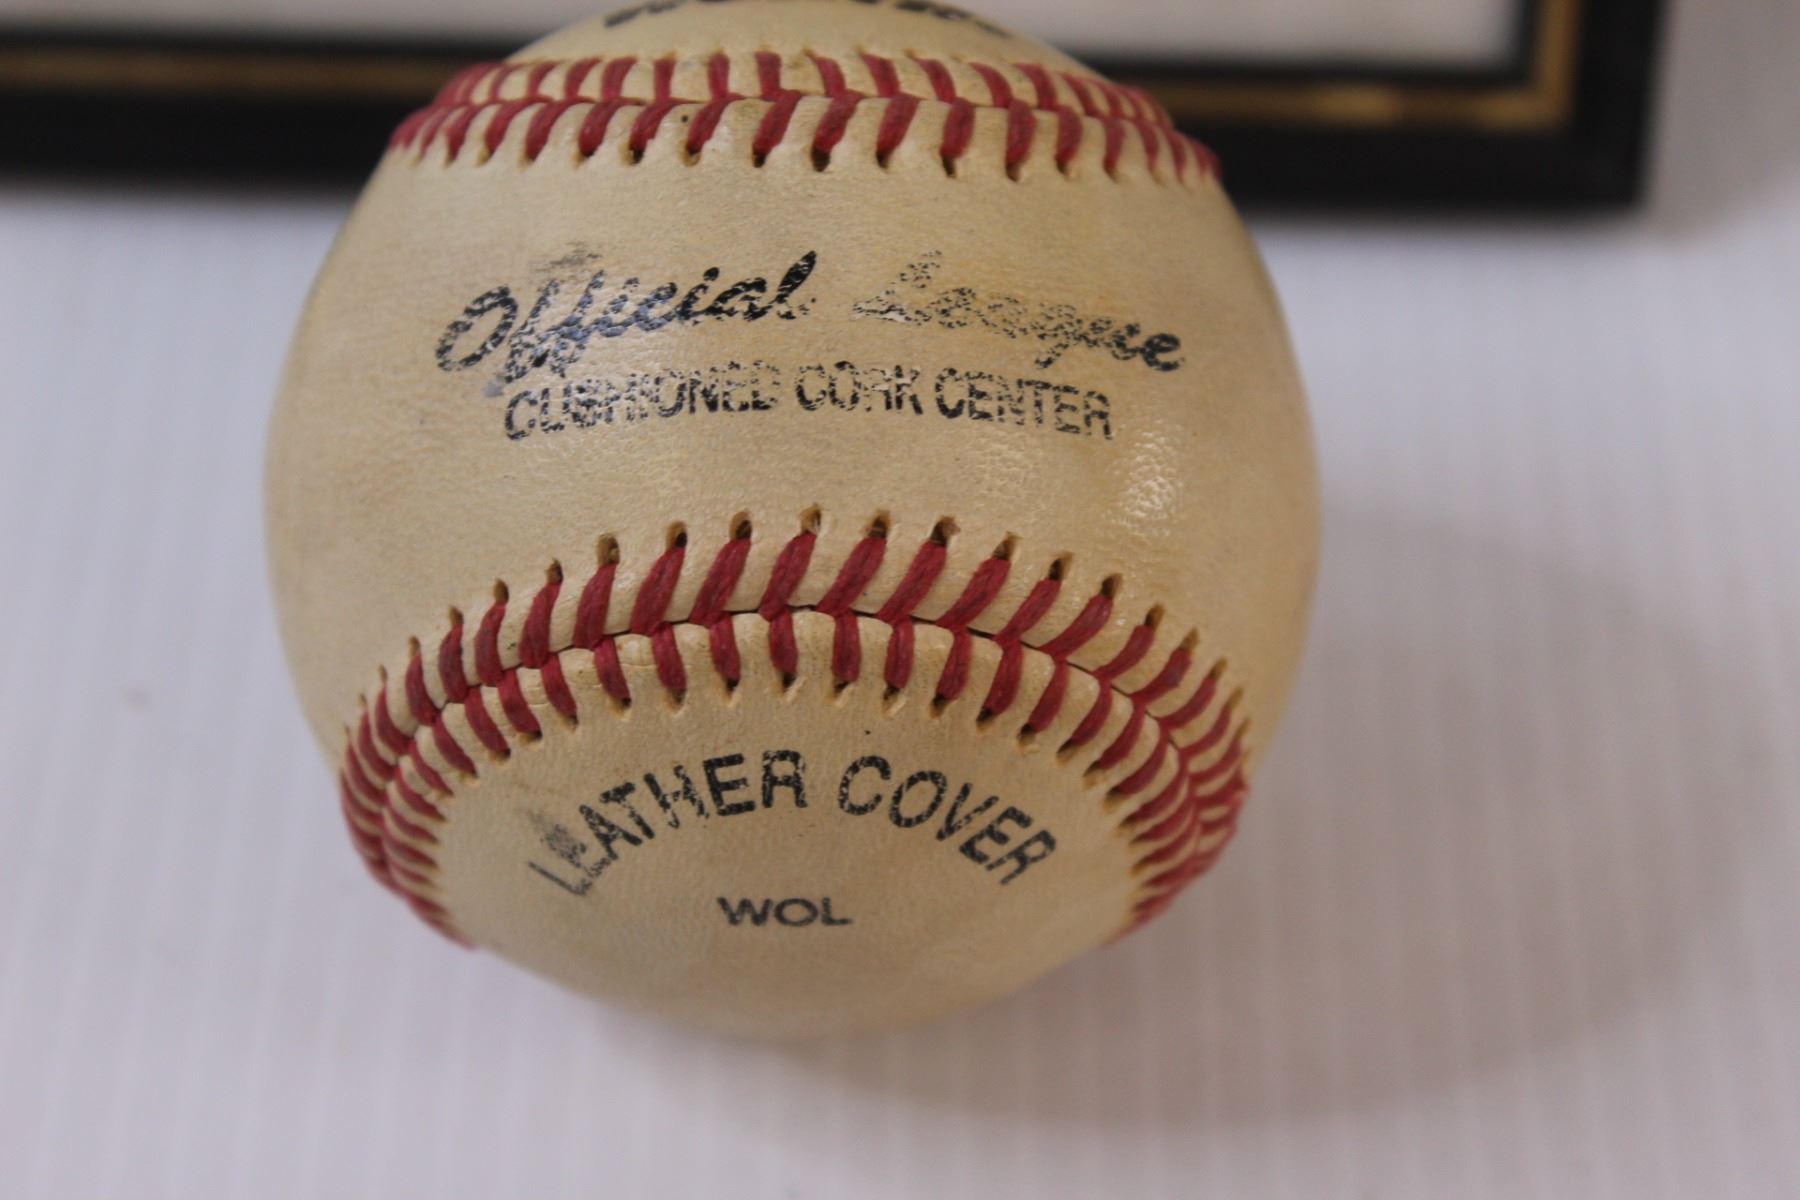 Official League
CUSHIONED CORK CENTER
LEATHER COVER
WOL